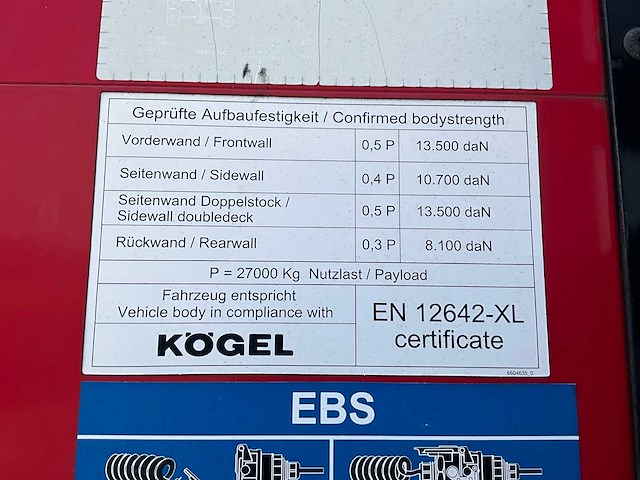 Geprüfte Aufbaufestigkeit / Confirmed bodystrength
Vorderwand / Frontwall 0,5 P 13.500 daN
Seitenwand / Sidewall 0,4 P 10.700 daN
Seitenwand Doppelstock /
Sidewall doubledeck 0,5 P 13.500 daN
Rückwand / Rearwall 0,3 P 8.100 daN
P = 27000 Kg Nutzlast / Payload
Fahrzeug entspricht
Vehicle body in compliance with
KÖGEL
EN 12642-XL
certificate
6604635_0
EBS